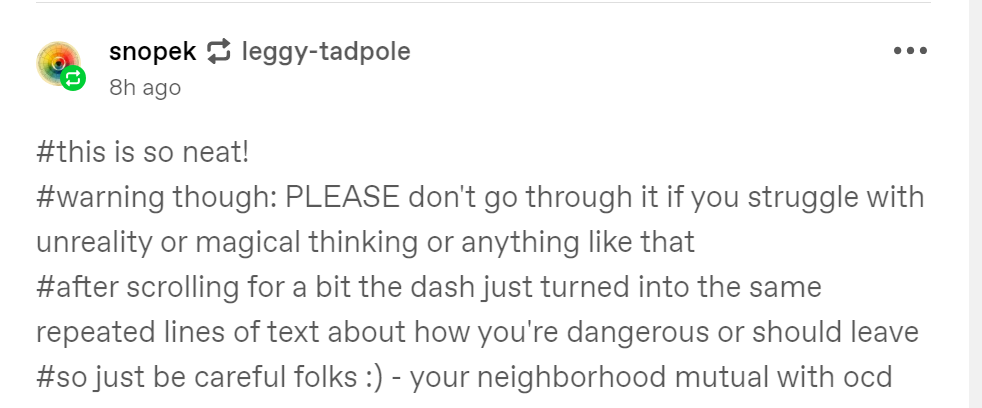 snopek leggy-tadpole
8h ago
#this is so neat!
#warning though: PLEASE don't go through it if you struggle with
unreality or magical thinking or anything like that
#after scrolling for a bit the dash just turned into the same
repeated lines of text about how you're dangerous or should leave
#so just be careful folks :) - your neighborhood mutual with ocd